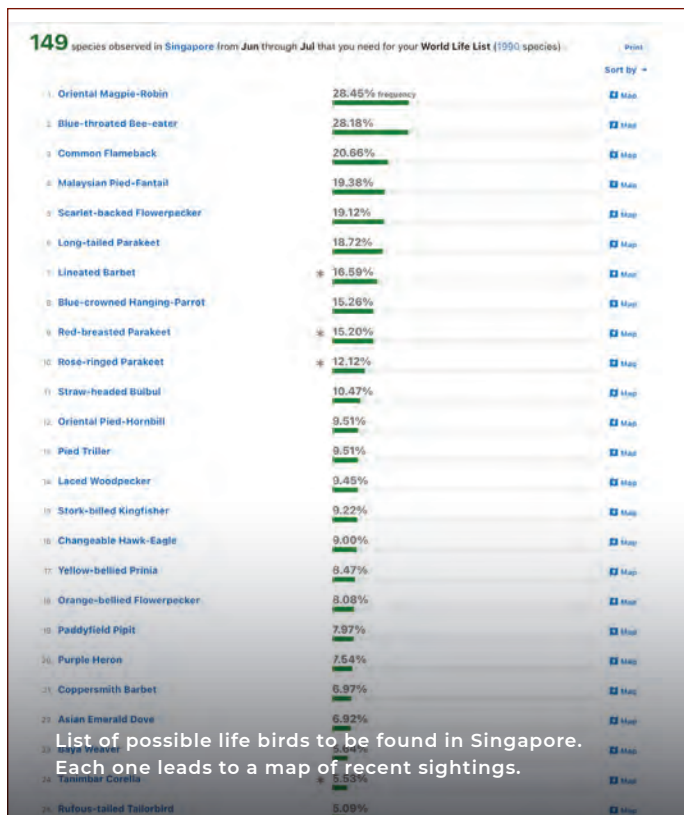 149 species observed in Singapore from Jun through Jul that you need for your World Life List (1990 species) Print
Sort by
1. Oriental Magpie-Robin 28.45% frequency Map
2. Blue-throated Bee-eater 28.18% Map
3. Common Flameback 20.66% Map
4. Malaysian Pied-Fantail 19.38% Map
5. Scarlet-backed Flowerpecker 19.12% Map
6. Long-tailed Parakeet 18.72% Map
7. Lineated Barbet * 16.59% Map
8. Blue-crowned Hanging-Parrot 15.26% Map
9. Red-breasted Parakeet * 15.20% Map
10. Rose-ringed Parakeet * 12.12% Map
11. Straw-headed Bulbul 10.47% Map
12. Oriental Pied-Hornbill 9.51% Map
13. Pied Triller 9.51% Map
14. Laced Woodpecker 9.45% Map
15. Stork-billed Kingfisher 9.22% Map
16. Changeable Hawk-Eagle 9.00% Map
17. Yellow-bellied Prinia 8.47% Map
18. Orange-bellied Flowerpecker 8.08% Map
19. Paddyfield Pipit 7.97% Map
20. Purple Heron 7.54% Map
21. Coppersmith Barbet 6.97% Map
22. Asian Emerald Dove 6.92% Map
23. Baya Weaver 5.64% Map
24. Tanimbar Corella * 5.53% Map
25. Rufous-tailed Tailorbird 5.09% Map
List of possible life birds to be found in Singapore.
Each one leads to a map of recent sightings.